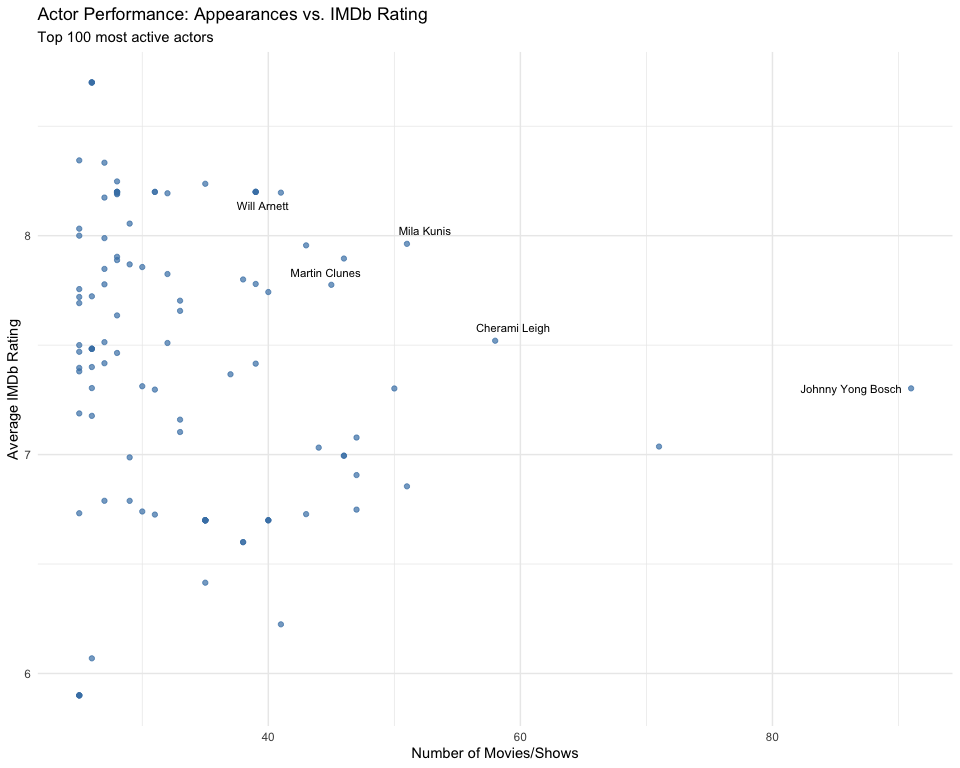 Actor Performance: Appearances vs. IMDb Rating
Top 100 most active actors
Average IMDb Rating
8
7
6
Will Arnett
Mila Kunis
Martin Clunes
Cherami Leigh
Johnny Yong Bosch
40
60
80
Number of Movies/Shows